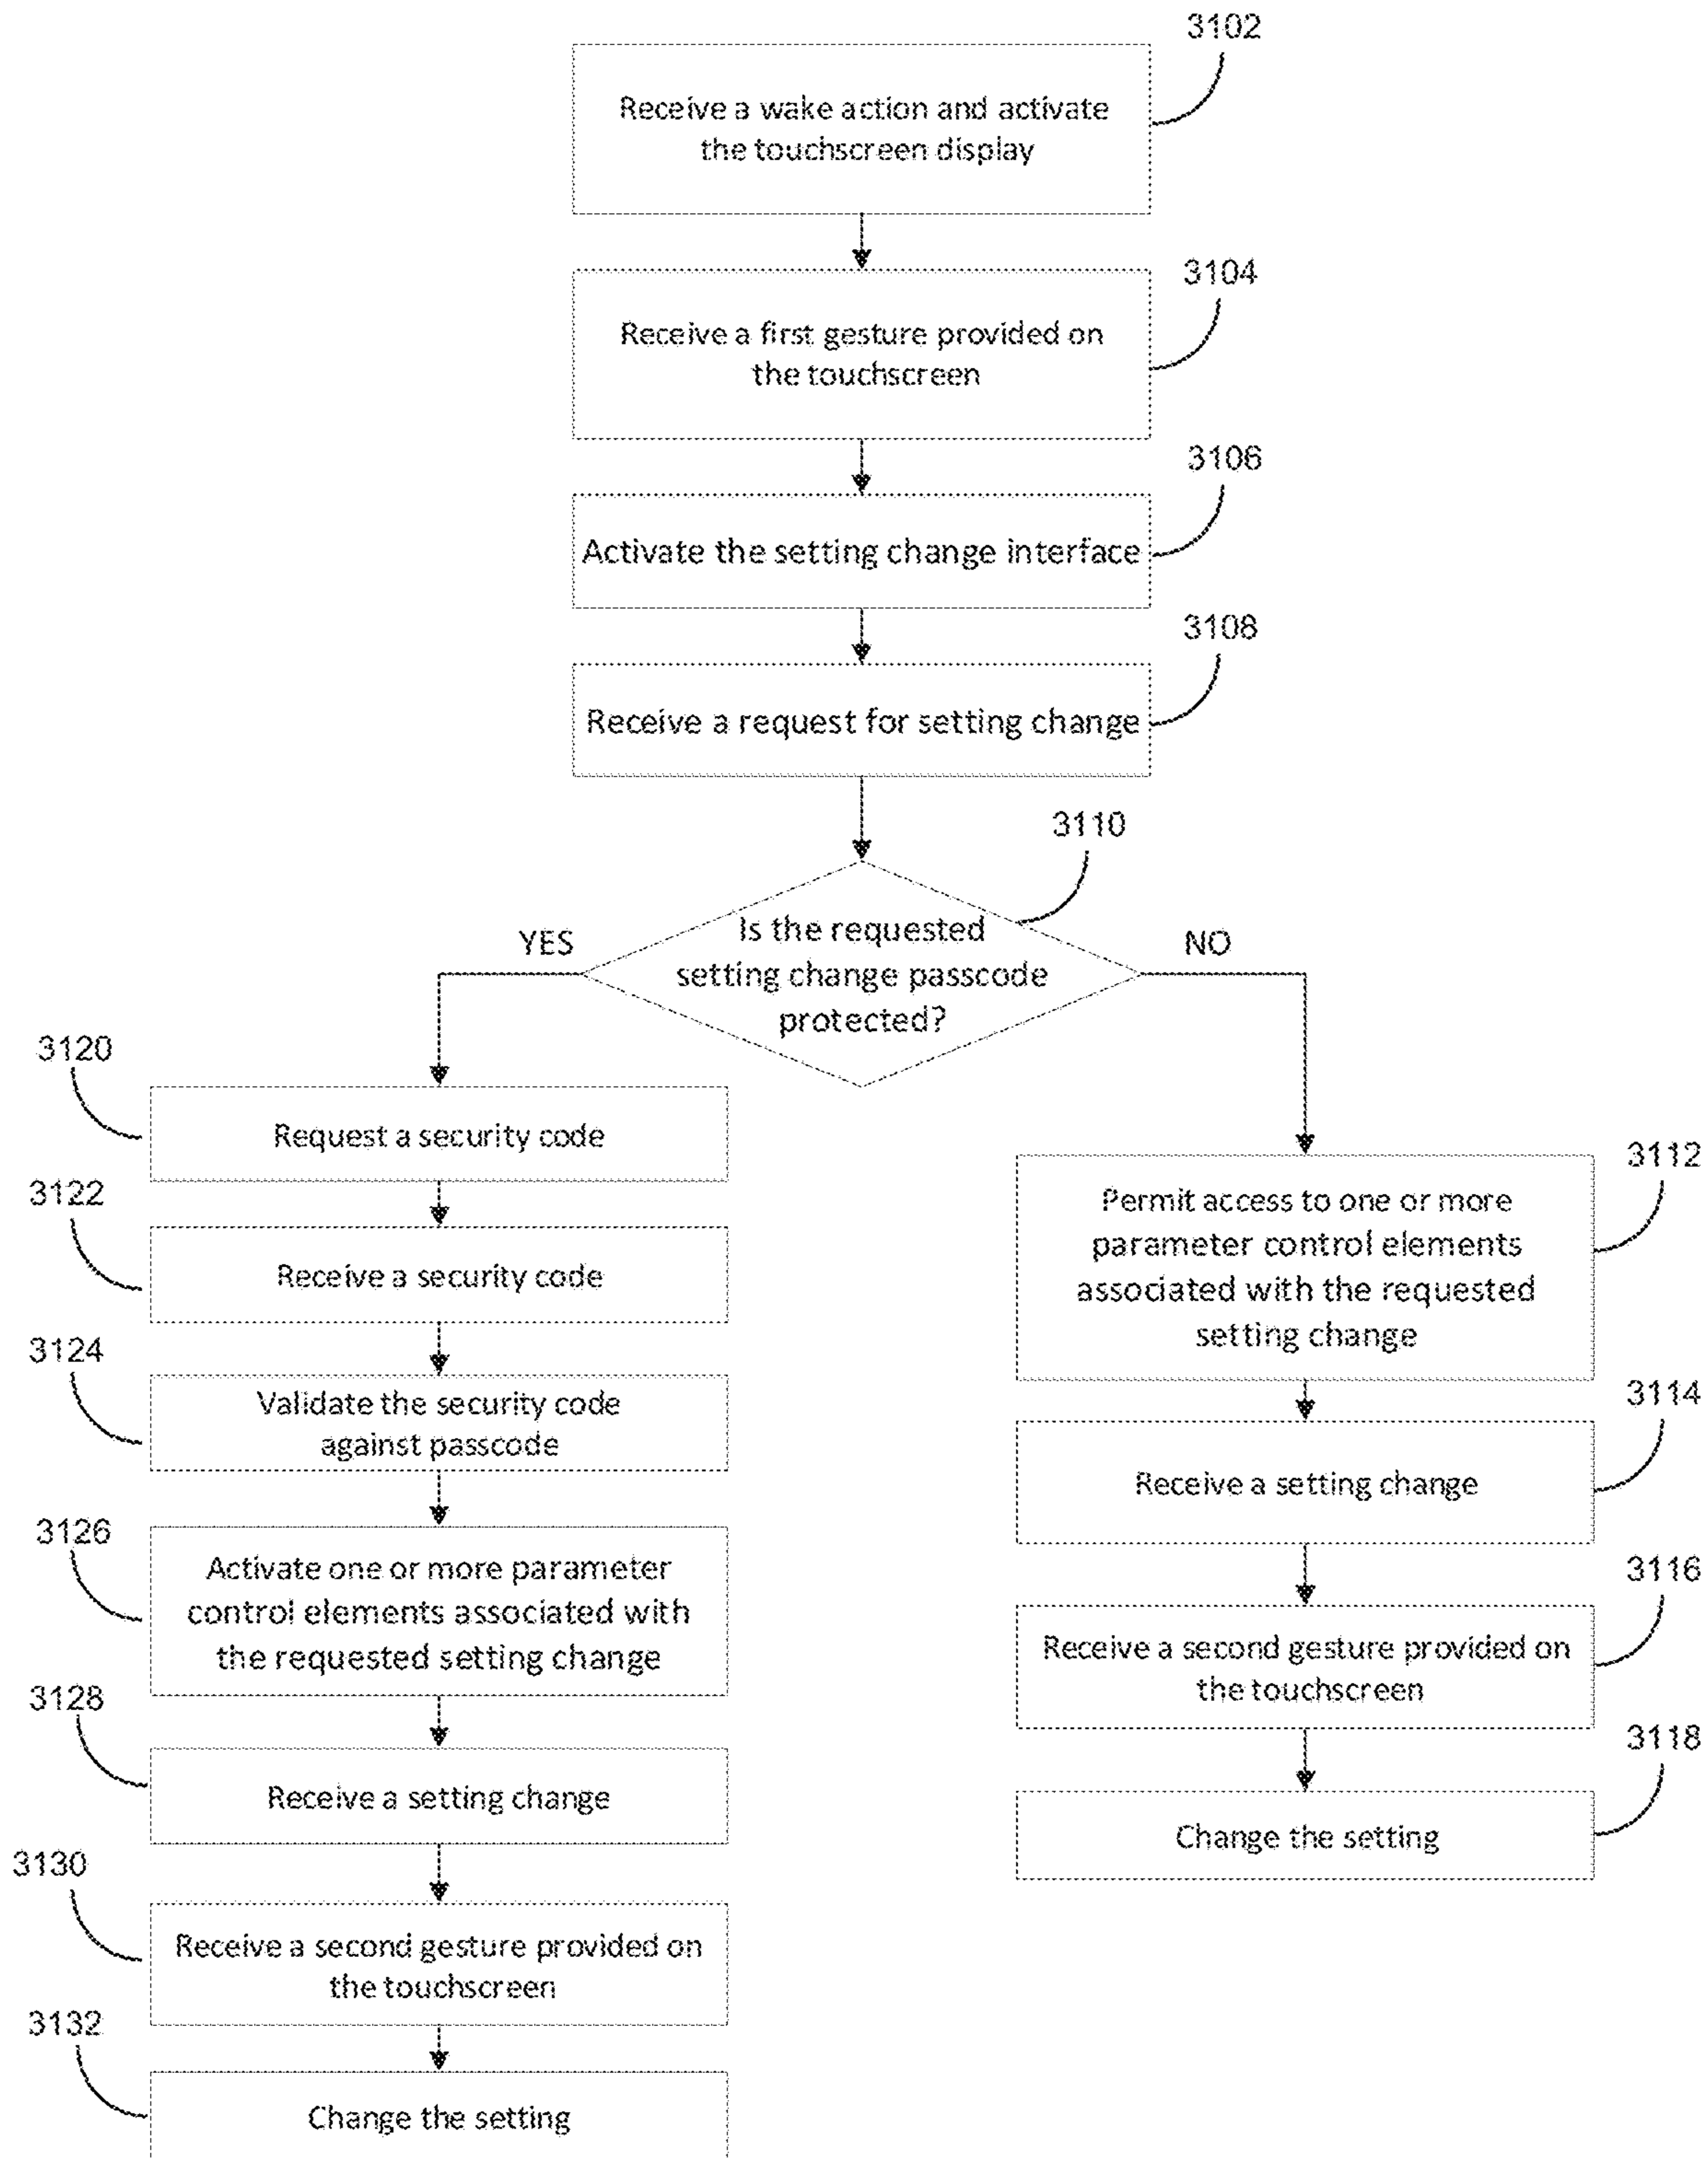 3102
Receive a wake action and activate
the touchscreen display
3104
Receive a first gesture provided on
the touchscreen
3106
Activate the setting change interface
3108
Receive a request for setting change
3110
Is the requested
setting change passcode
protected?
YES
NO
3120
Request a security code
3122
Receive a security code
3124
Validate the security code
against passcode
3126
Activate one or more parameter
control elements associated with
the requested setting change
3128
Receive a setting change
3130
Receive a second gesture provided on
the touchscreen
3132
Change the setting
3112
Permit access to one or more
parameter control elements
associated with the requested
setting change
3114
Receive a setting change
3116
Receive a second gesture provided on
the touchscreen
3118
Change the setting